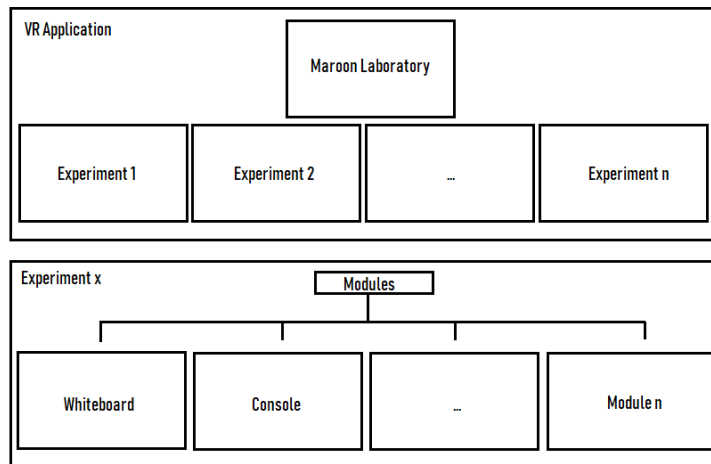 VR Application
Maroon Laboratory
Experiment 1
Experiment 2
...
Experiment n
Experiment x
Modules
Whiteboard
Console
...
Module n